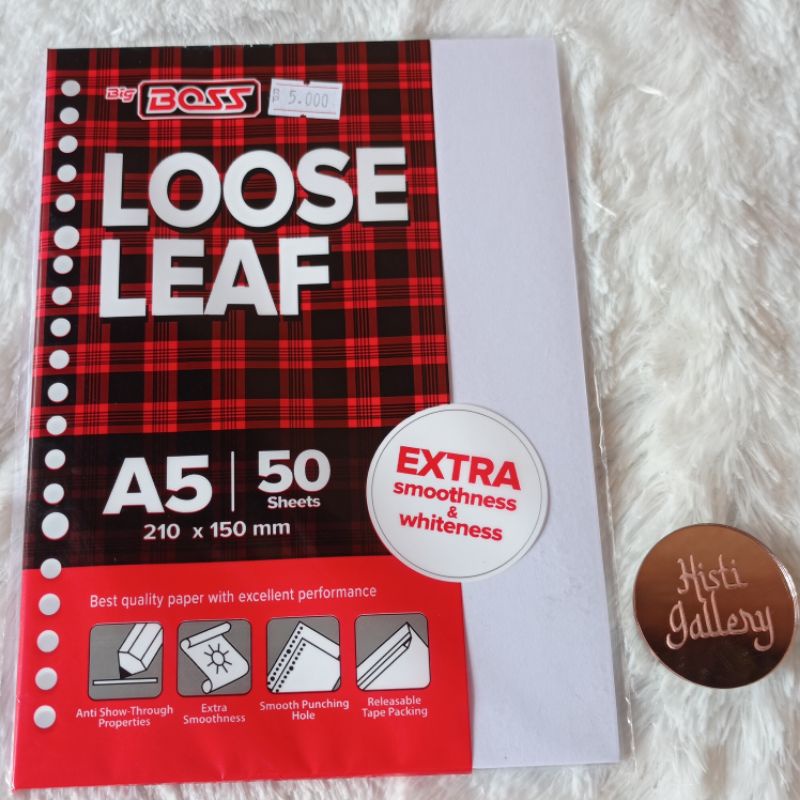 Big BOSS
RP 5.000
LOOSE
LEAF
A5 | 50
Sheets
210 x 150 mm
EXTRA
smoothness
&
whiteness
Best quality paper with excellent performance
Anti Show-Through
Properties
Extra
Smoothness
Smooth Punching
Hole
Releasable
Tape Packing
Histi
gallery